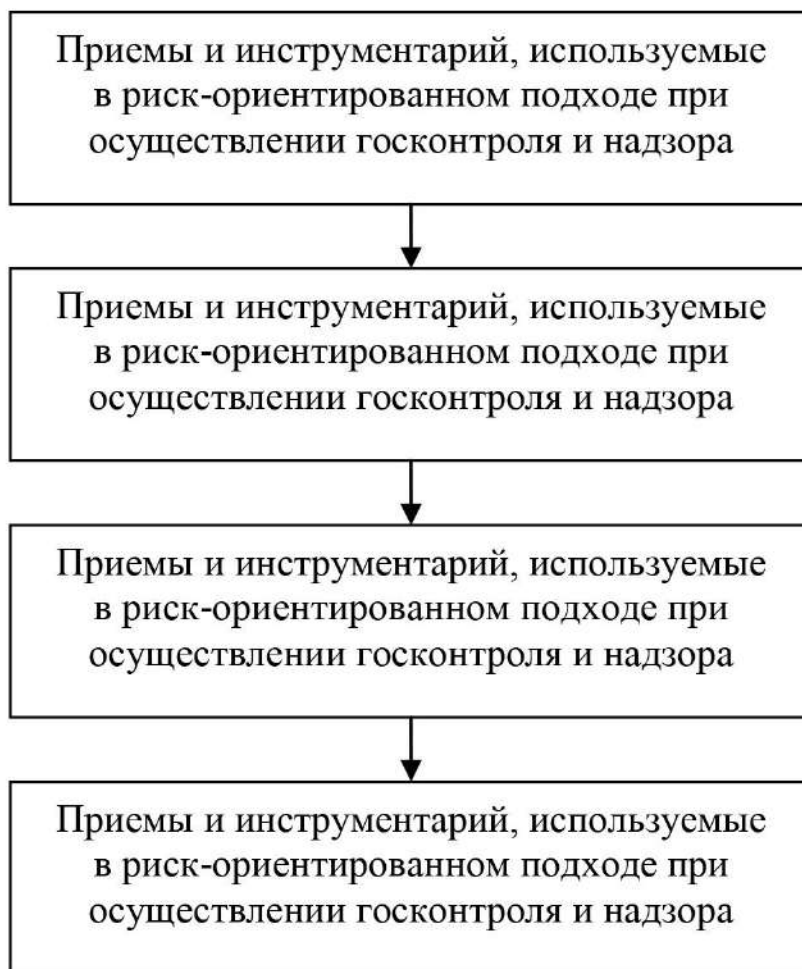 Приемы и инструментарий, используемые
в риск-ориентированном подходе при
осуществлении госконтроля и надзора
Приемы и инструментарий, используемые
в риск-ориентированном подходе при
осуществлении госконтроля и надзора
Приемы и инструментарий, используемые
в риск-ориентированном подходе при
осуществлении госконтроля и надзора
Приемы и инструментарий, используемые
в риск-ориентированном подходе при
осуществлении госконтроля и надзора